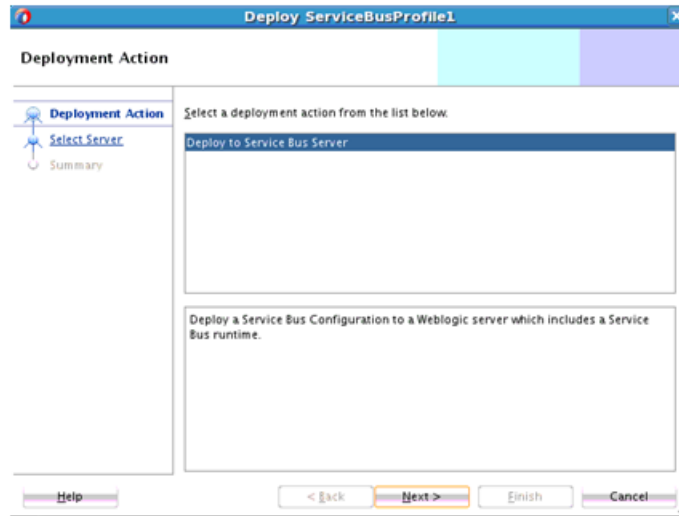 Deploy ServiceBusProfile1
Deployment Action
Deployment Action
Select Server
Summary
Select a deployment action from the list below.
Deploy to Service Bus Server
Deploy a Service Bus Configuration to a Weblogic server which includes a Service
Bus runtime.
Help
< Back
Next >
Finish
Cancel